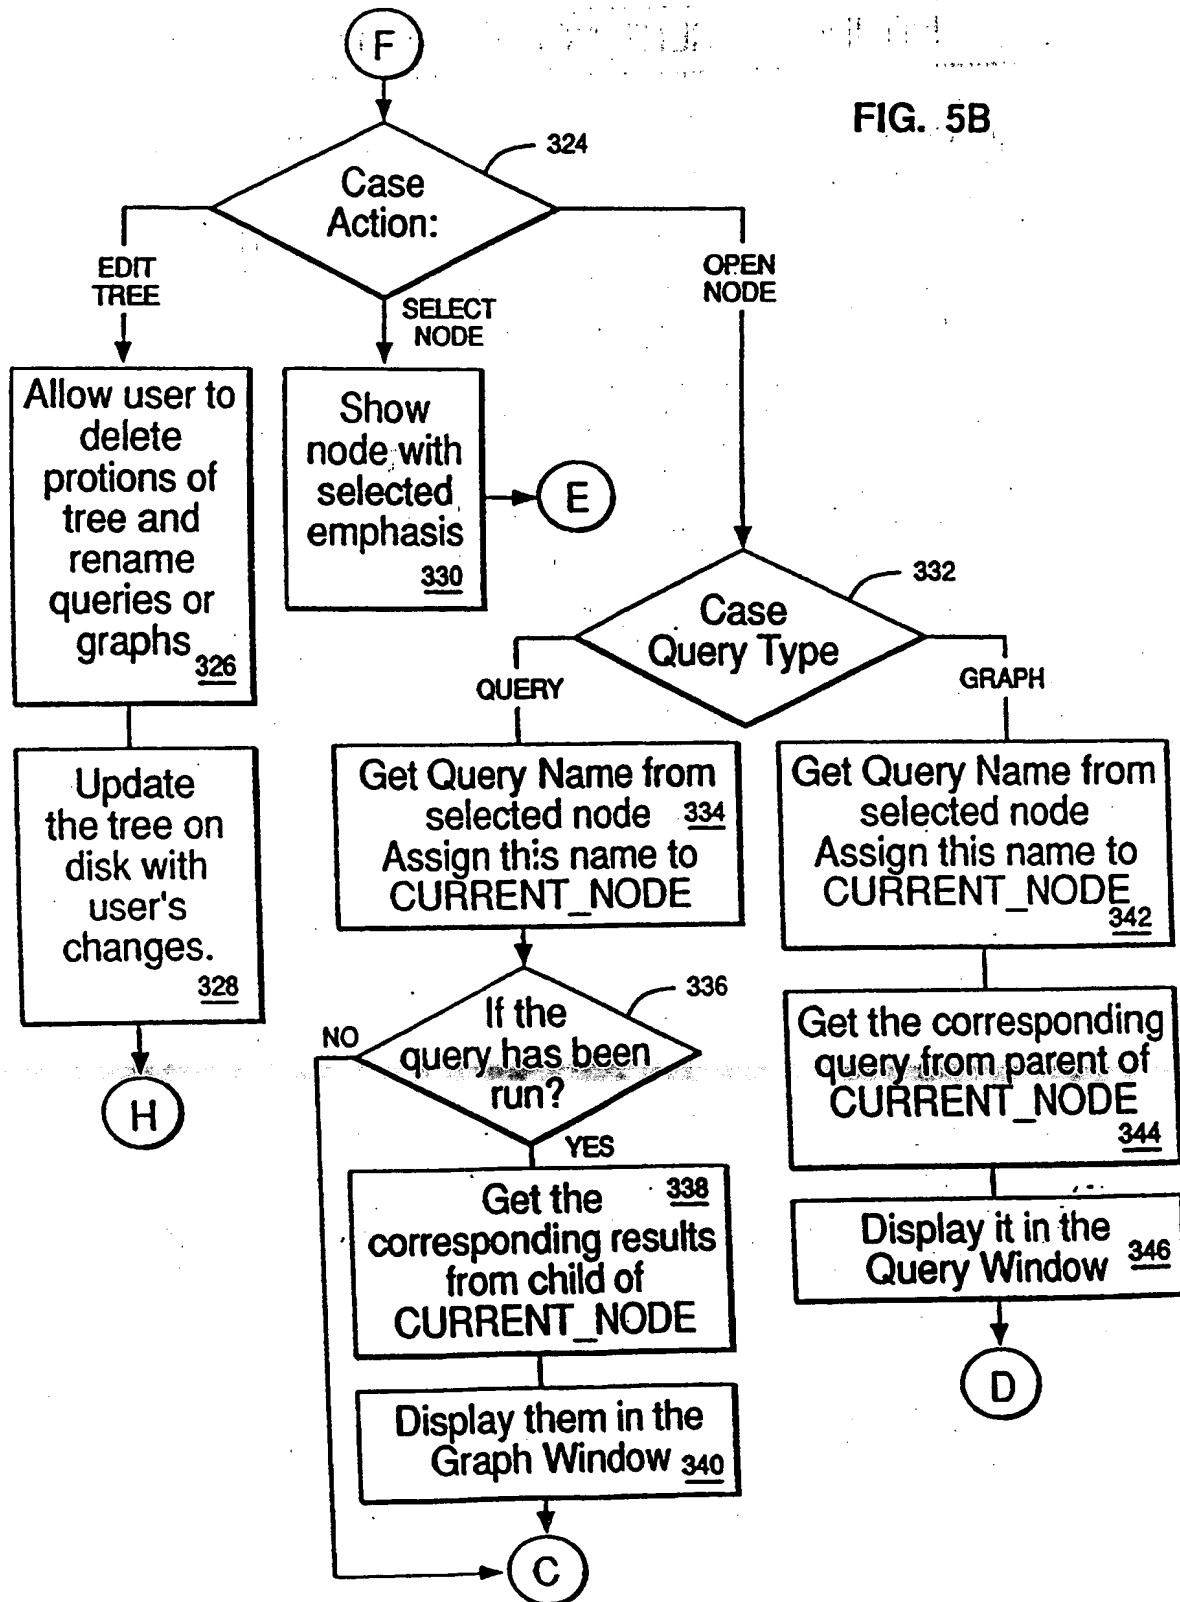 F
FIG. 5B
324
Case
Action:
EDIT
TREE
SELECT
NODE
OPEN
NODE
Allow user to
delete
protions of
tree and
rename
queries or
graphs
326
Show
node with
selected
emphasis
330
E
332
Case
Query Type
QUERY
GRAPH
Update
the tree on
disk with
user's
changes.
328
H
Get Query Name from
selected node 334
Assign this name to
CURRENT_NODE
Get Query Name from
selected node
Assign this name to
CURRENT_NODE
342
336
If the
query has been
run?
NO
YES
Get the corresponding
query from parent of
CURRENT_NODE
344
Get the 338
corresponding results
from child of
CURRENT_NODE
Display it in the
Query Window 346
D
Display them in the
Graph Window 340
C